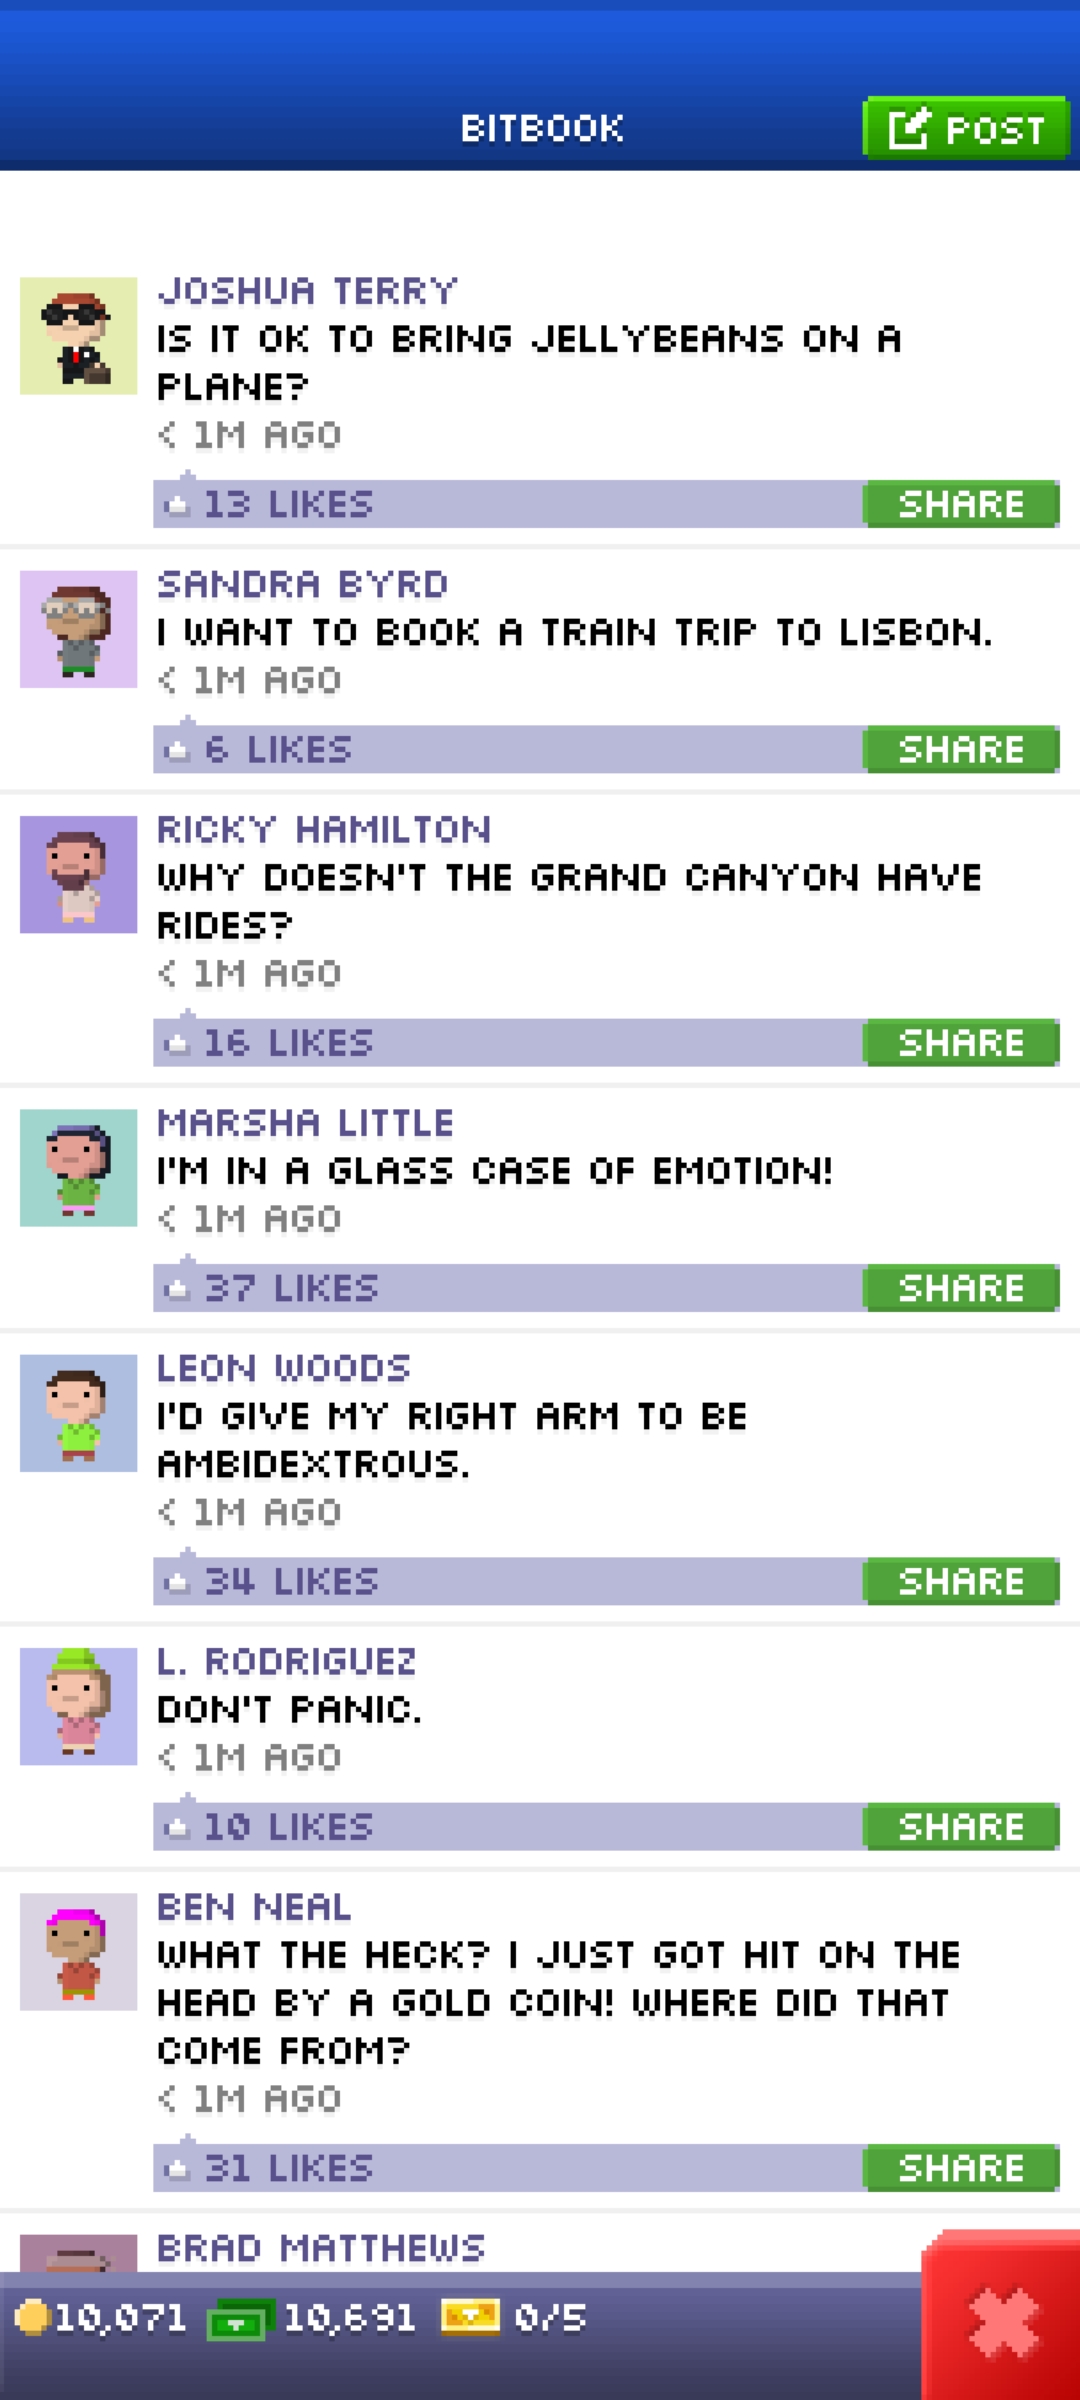 BITBOOK
POST
JOSHUA TERRY
IS IT OK TO BRING JELLYBEANS ON A
PLANE?
< 1M AGO
13 LIKES
SHARE
SANDRA BYRD
I WANT TO BOOK A TRAIN TRIP TO LISBON.
< 1M AGO
6 LIKES
SHARE
RICKY HAMILTON
WHY DOESN'T THE GRAND CANYON HAVE
RIDES?
< 1M AGO
16 LIKES
SHARE
MARSHA LITTLE
I'M IN A GLASS CASE OF EMOTION!
< 1M AGO
37 LIKES
SHARE
LEON WOODS
I'D GIVE MY RIGHT ARM TO BE
AMBIDEXTROUS.
< 1M AGO
34 LIKES
SHARE
L. RODRIGUEZ
DON'T PANIC.
< 1M AGO
10 LIKES
SHARE
BEN NEAL
WHAT THE HECK? I JUST GOT HIT ON THE
HEAD BY A GOLD COIN! WHERE DID THAT
COME FROM?
< 1M AGO
31 LIKES
SHARE
BRAD MATTHEWS
10,071 10,691 0/5